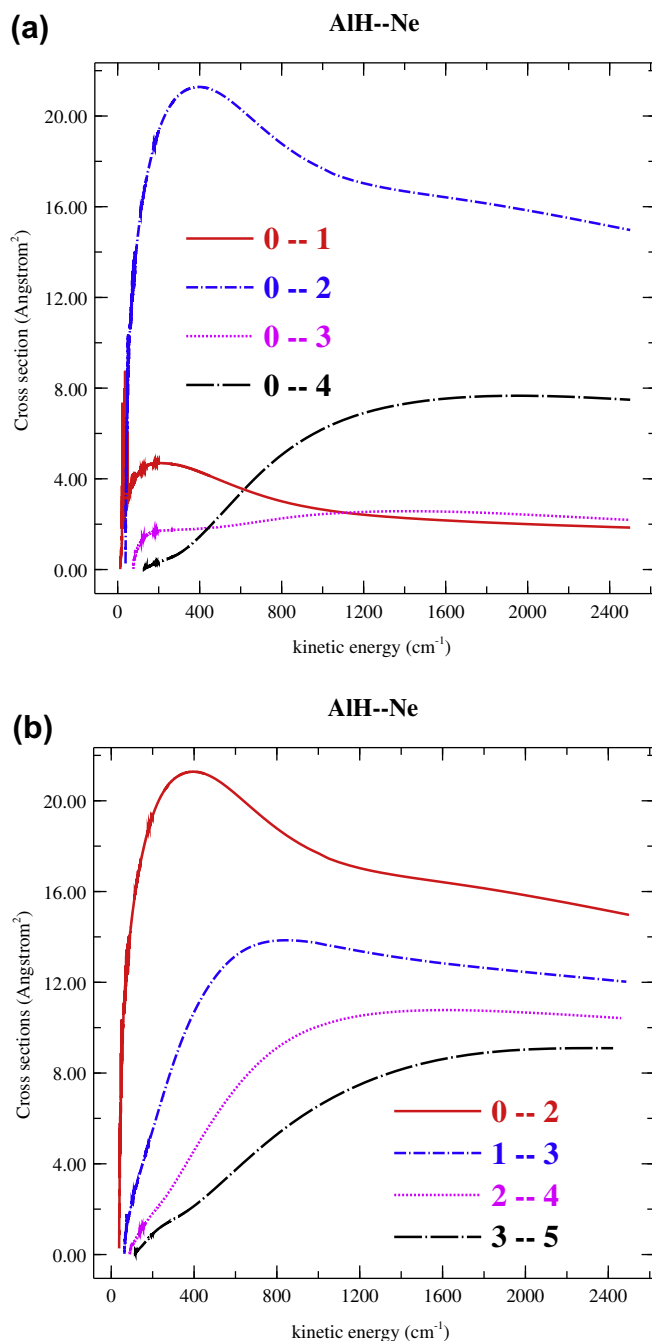 (a)
AlH--Ne
Cross section (Angstrom²)
20.00
16.00
12.00
8.00
4.00
0.00
0 -- 1
0 -- 2
0 -- 3
0 -- 4
0 400 800 1200 1600 2000 2400
kinetic energy (cm⁻¹)
(b)
AlH--Ne
Cross sections (Angstrom²)
20.00
16.00
12.00
8.00
4.00
0.00
0 -- 2
1 -- 3
2 -- 4
3 -- 5
0 400 800 1200 1600 2000 2400
kinetic energy (cm⁻¹)